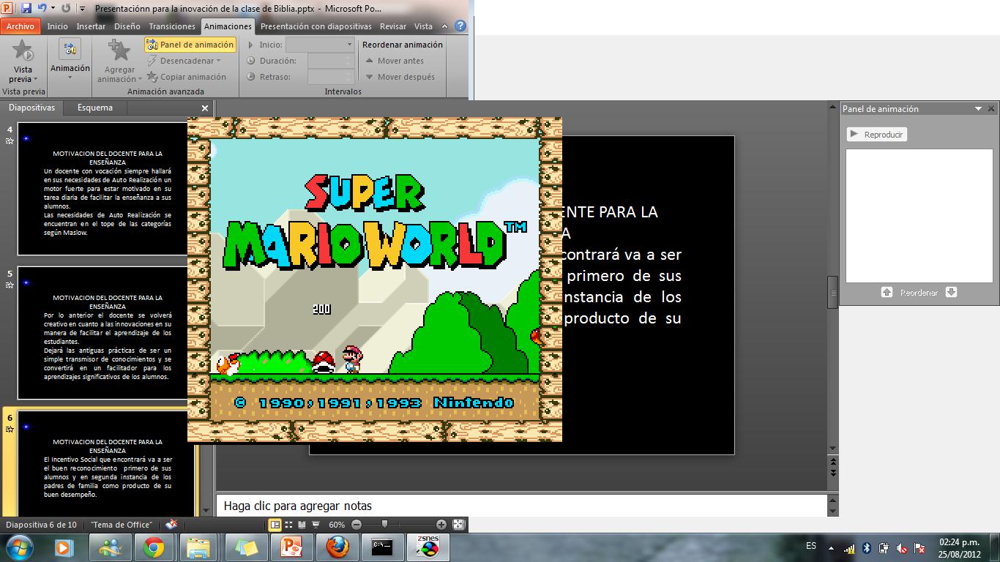 Presentaciónn para la inovación de la clase de Biblia.pptx - Microsoft Po...
Archivo Inicio Insertar Diseño Transiciones Animaciones Presentación con diapositivas Revisar Vista
Vista previa
Animación
Agregar animación
Panel de animación
Desencadenar
Copiar animación
Inicio:
Duración:
Retraso:
Reordenar animación
Mover antes
Mover después
Vista previa
Animación avanzada
Intervalos
Diapositivas Esquema
4
MOTIVACION DEL DOCENTE PARA LA
ENSEÑANZA
Un docente con vocación siempre hallará
en sus necesidades de Auto Realización un
motor fuerte para estar motivado en su
tarea diaria de facilitar la enseñanza a sus
alumnos.
Las necesidades de Auto Realización se
encuentran en el tope de las categorías
según Maslow.
5
MOTIVACION DEL DOCENTE PARA LA
ENSEÑANZA
Por lo anterior el docente se volverá
creativo en cuanto a las innovaciones en su
manera de facilitar el aprendizaje de los
estudiantes.
Dejará las antiguas prácticas de ser un
simple transmisor de conocimientos y se
convertirá en un facilitador para los
aprendizajes significativos de los alumnos.
6
MOTIVACION DEL DOCENTE PARA LA
ENSEÑANZA
El Incentivo Social que encontrará va a ser
el buen reconocimiento primero de sus
alumnos y en segunda instancia de los
padres de familia como producto de su
buen desempeño.
SUPER
MARIO WORLD™
200
© 1990,1991,1993 Nintendo
ENTE PARA LA
A
contrará va a ser
primero de sus
nstancia de los
producto de su
Panel de animación
Reproducir
Reordenar
Haga clic para agregar notas
Diapositiva 6 de 10 "Tema de Office" 60%
C:\-
ZSNES
ES
02:24 p.m.
25/08/2012